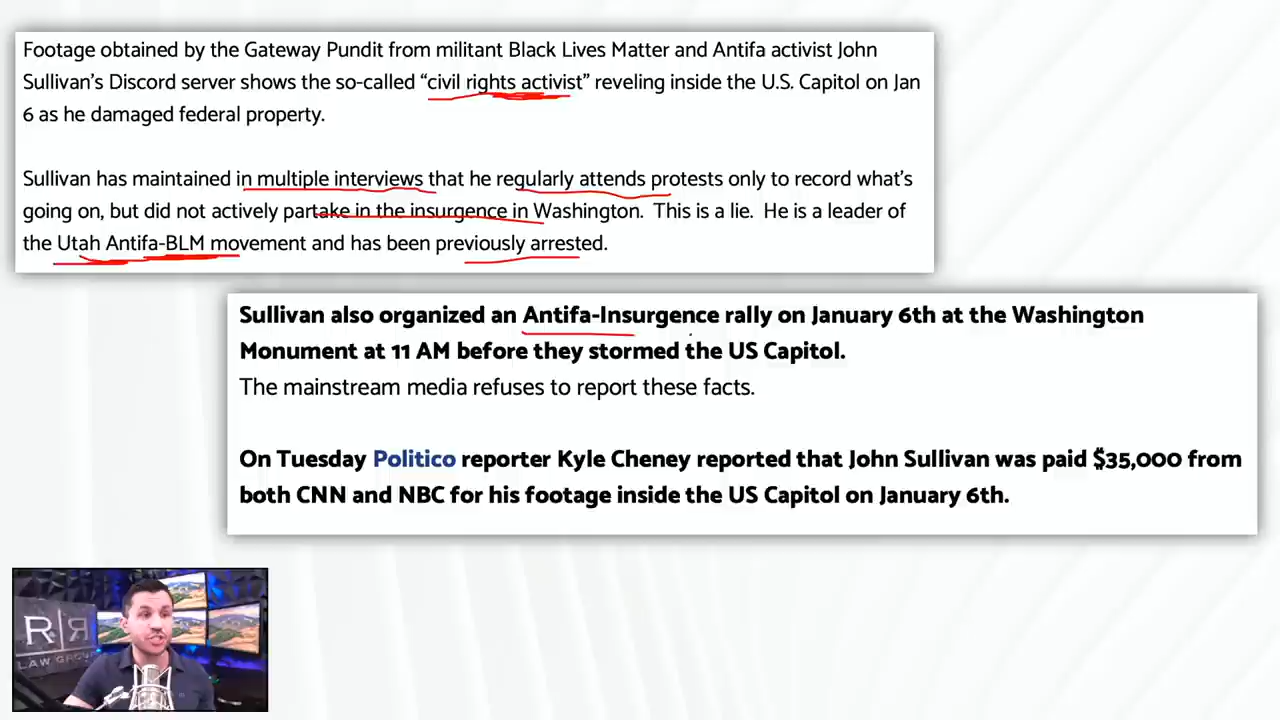 Footage obtained by the Gateway Pundit from militant Black Lives Matter and Antifa activist John
Sullivan's Discord server shows the so-called “civil rights activist” reveling inside the U.S. Capitol on Jan
6 as he damaged federal property.
Sullivan has maintained in multiple interviews that he regularly attends protests only to record what's
going on, but did not actively partake in the insurgence in Washington.  This is a lie.  He is a leader of
the Utah Antifa-BLM movement and has been previously arrested.
Sullivan also organized an Antifa-Insurgence rally on January 6th at the Washington
Monument at 11 AM before they stormed the US Capitol.
The mainstream media refuses to report these facts.
On Tuesday Politico reporter Kyle Cheney reported that John Sullivan was paid $35,000 from
both CNN and NBC for his footage inside the US Capitol on January 6th.
R|R
LAW GROUP